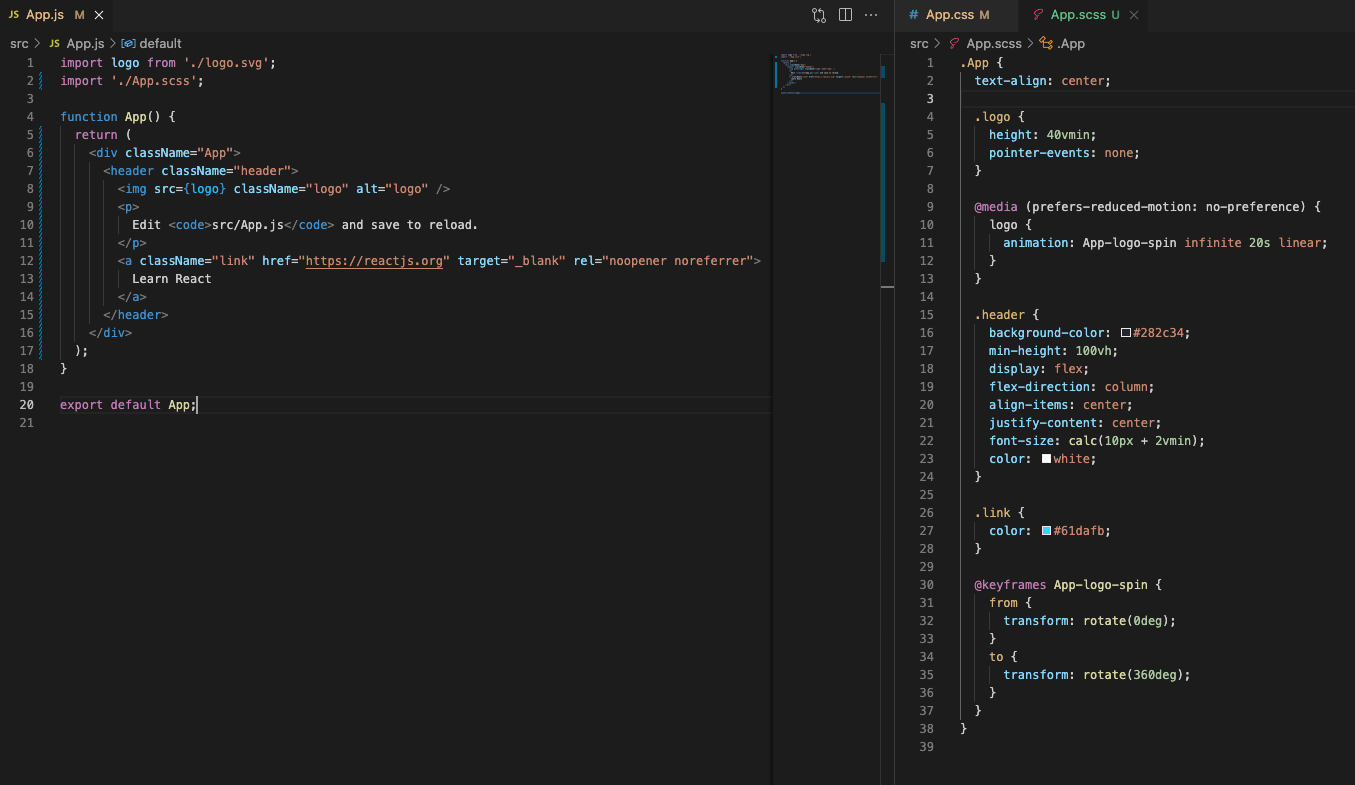 JS App.js M
src > JS App.js > default
1 import logo from './logo.svg';
2 import './App.scss';
3
4 function App() {
5 return (
6 <div className="App">
7 <header className="header">
8 <img src={logo} className="logo" alt="logo" />
9 <p>
10 Edit <code>src/App.js</code> and save to reload.
11 </p>
12 <a className="link" href="https://reactjs.org" target="_blank" rel="noopener noreferrer">
13 Learn React
14 </a>
15 </header>
16 </div>
17 );
18 }
19
20 export default App;
21
# App.css M App.scss U
src > App.scss > .App
1 .App {
2 text-align: center;
3
4 .logo {
5 height: 40vmin;
6 pointer-events: none;
7 }
8
9 @media (prefers-reduced-motion: no-preference) {
10 logo {
11 animation: App-logo-spin infinite 20s linear;
12 }
13 }
14
15 .header {
16 background-color: #282c34;
17 min-height: 100vh;
18 display: flex;
19 flex-direction: column;
20 align-items: center;
21 justify-content: center;
22 font-size: calc(10px + 2vmin);
23 color: white;
24 }
25
26 .link {
27 color: #61dafb;
28 }
29
30 @keyframes App-logo-spin {
31 from {
32 transform: rotate(0deg);
33 }
34 to {
35 transform: rotate(360deg);
36 }
37 }
38 }
39